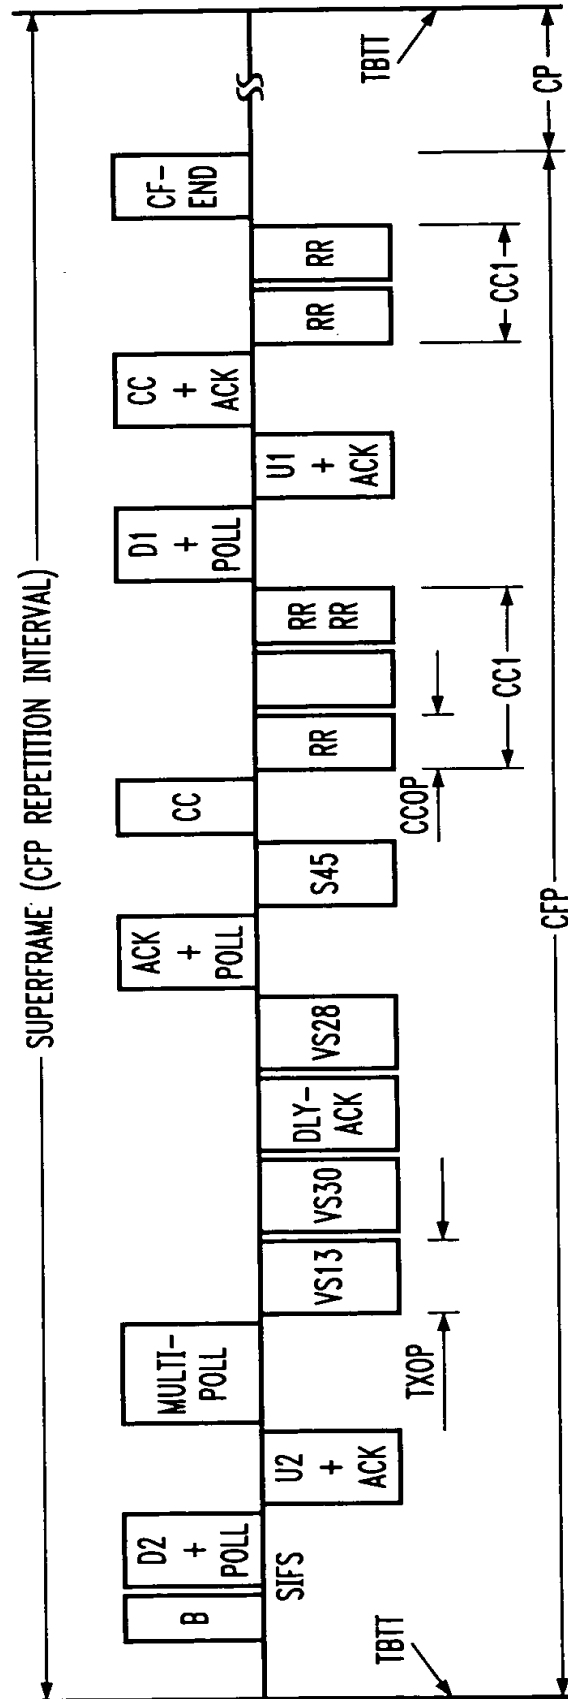 SUPERFRAME (CFP REPETITION INTERVAL)
B
D2
+
POLL
SIFS
U2
+
ACK
MULTI-
POLL
VS13
VS30
DLY-
ACK
VS28
ACK
+
POLL
S45
CC
RR
RR
RR
D1
+
POLL
U1
+
ACK
CC
+
ACK
RR
RR
CF-
END
SS
TBTT
TXOP
CCOP
CC1
CC1
TBTT
CFP
CP